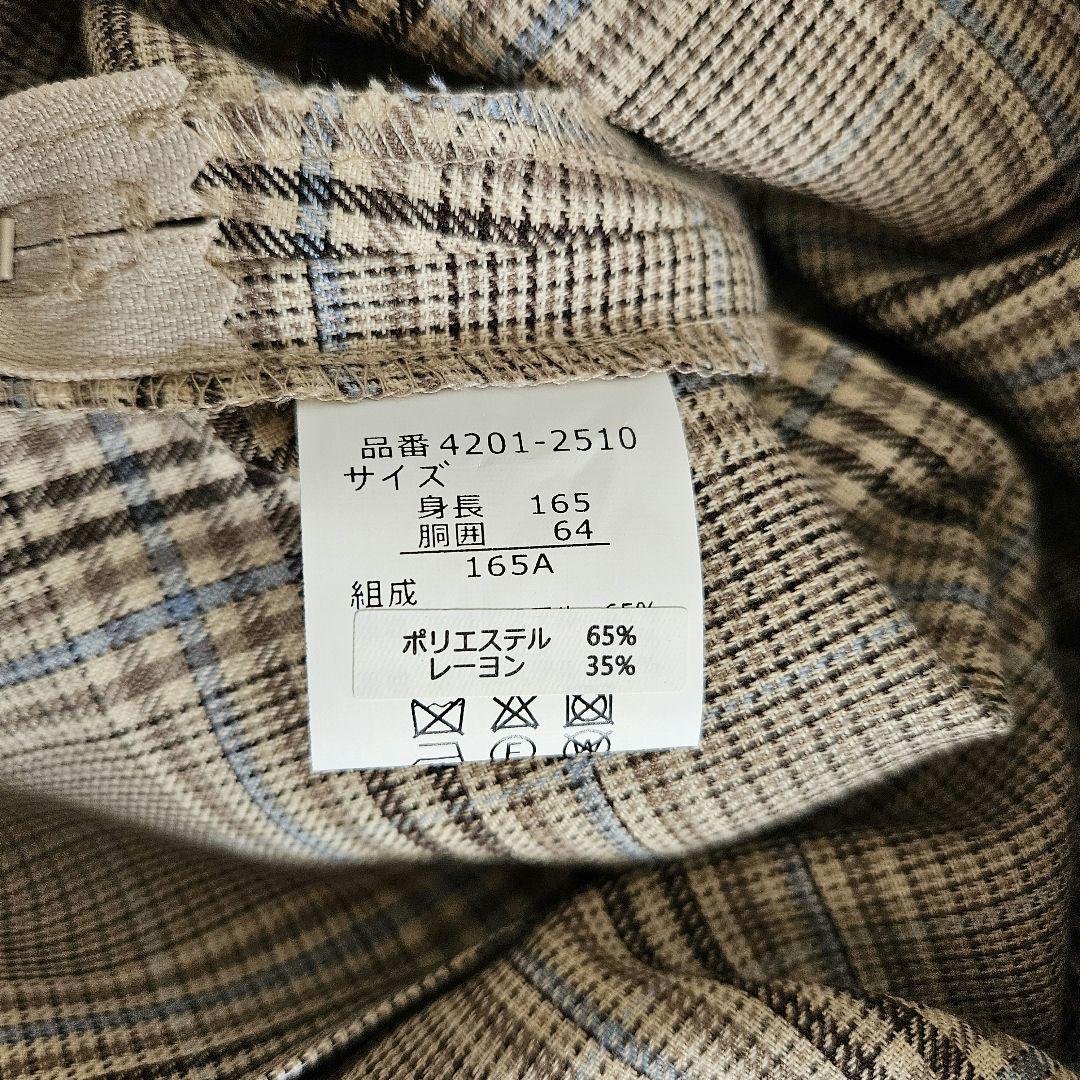 品番 4201-2510
サイズ
身長 165
胴囲 64
165A
組成
ポリエステル 65%
レーヨン 35%